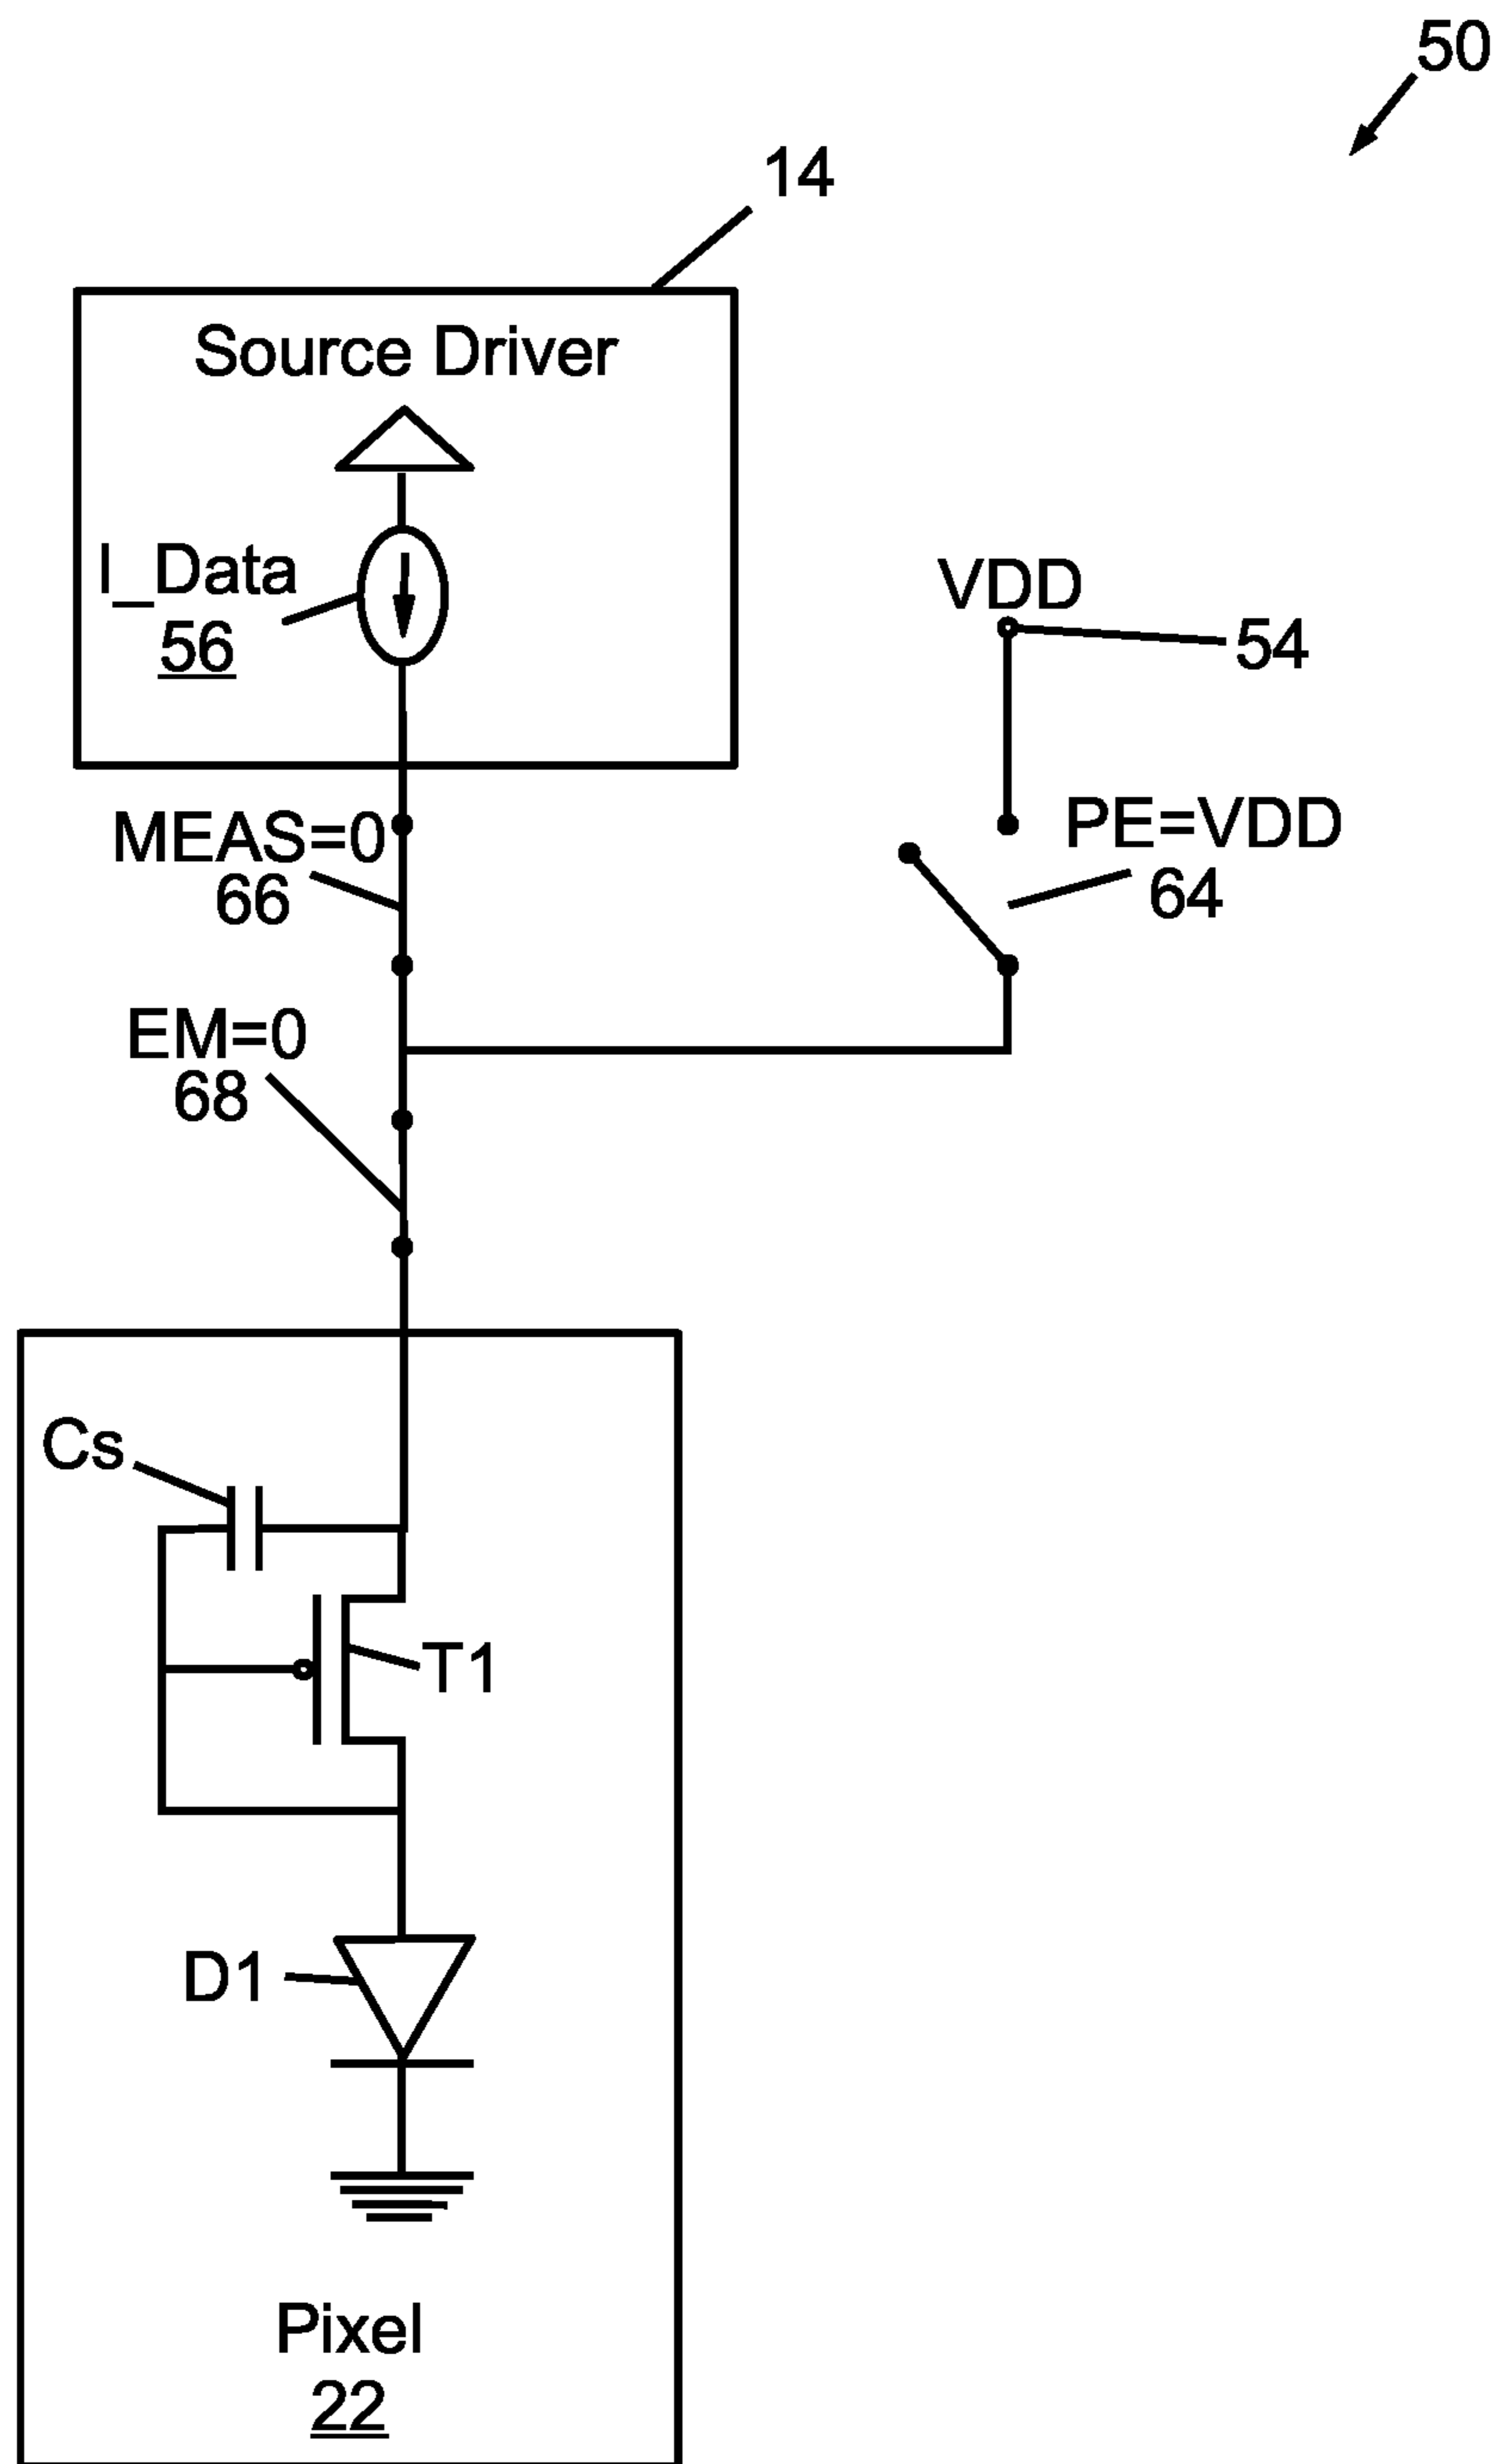 50
14
Source Driver
I_Data
56
VDD
54
MEAS=0
66
PE=VDD
64
EM=0
68
Cs
T1
D1
Pixel
22